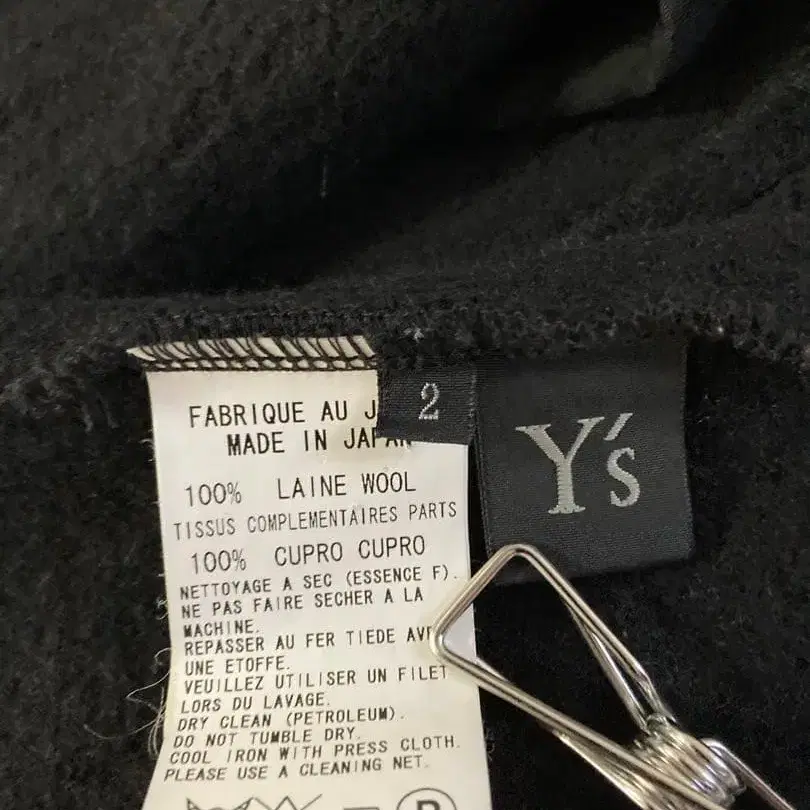 FABRIQUE AU
MADE IN JAPAN
100% LAINE WOOL
TISSUS COMPLEMENTAIRES PARTS
100% CUPRO CUPRO
NETTOYAGE A SEC (ESSENCE F).
NE PAS FAIRE SECHER A LA
MACHINE.
REPASSER AU FER TIEDE
UNE ETOFFE.
VEUILLEZ UTILISER UN FILET
LORS DU LAVAGE.
DRY CLEAN (PETROLEUM).
DO NOT TUMBLE DRY.
COOL IRON WITH PRESS CLOTH.
PLEASE USE A CLEANING NET.
P
2
Y's